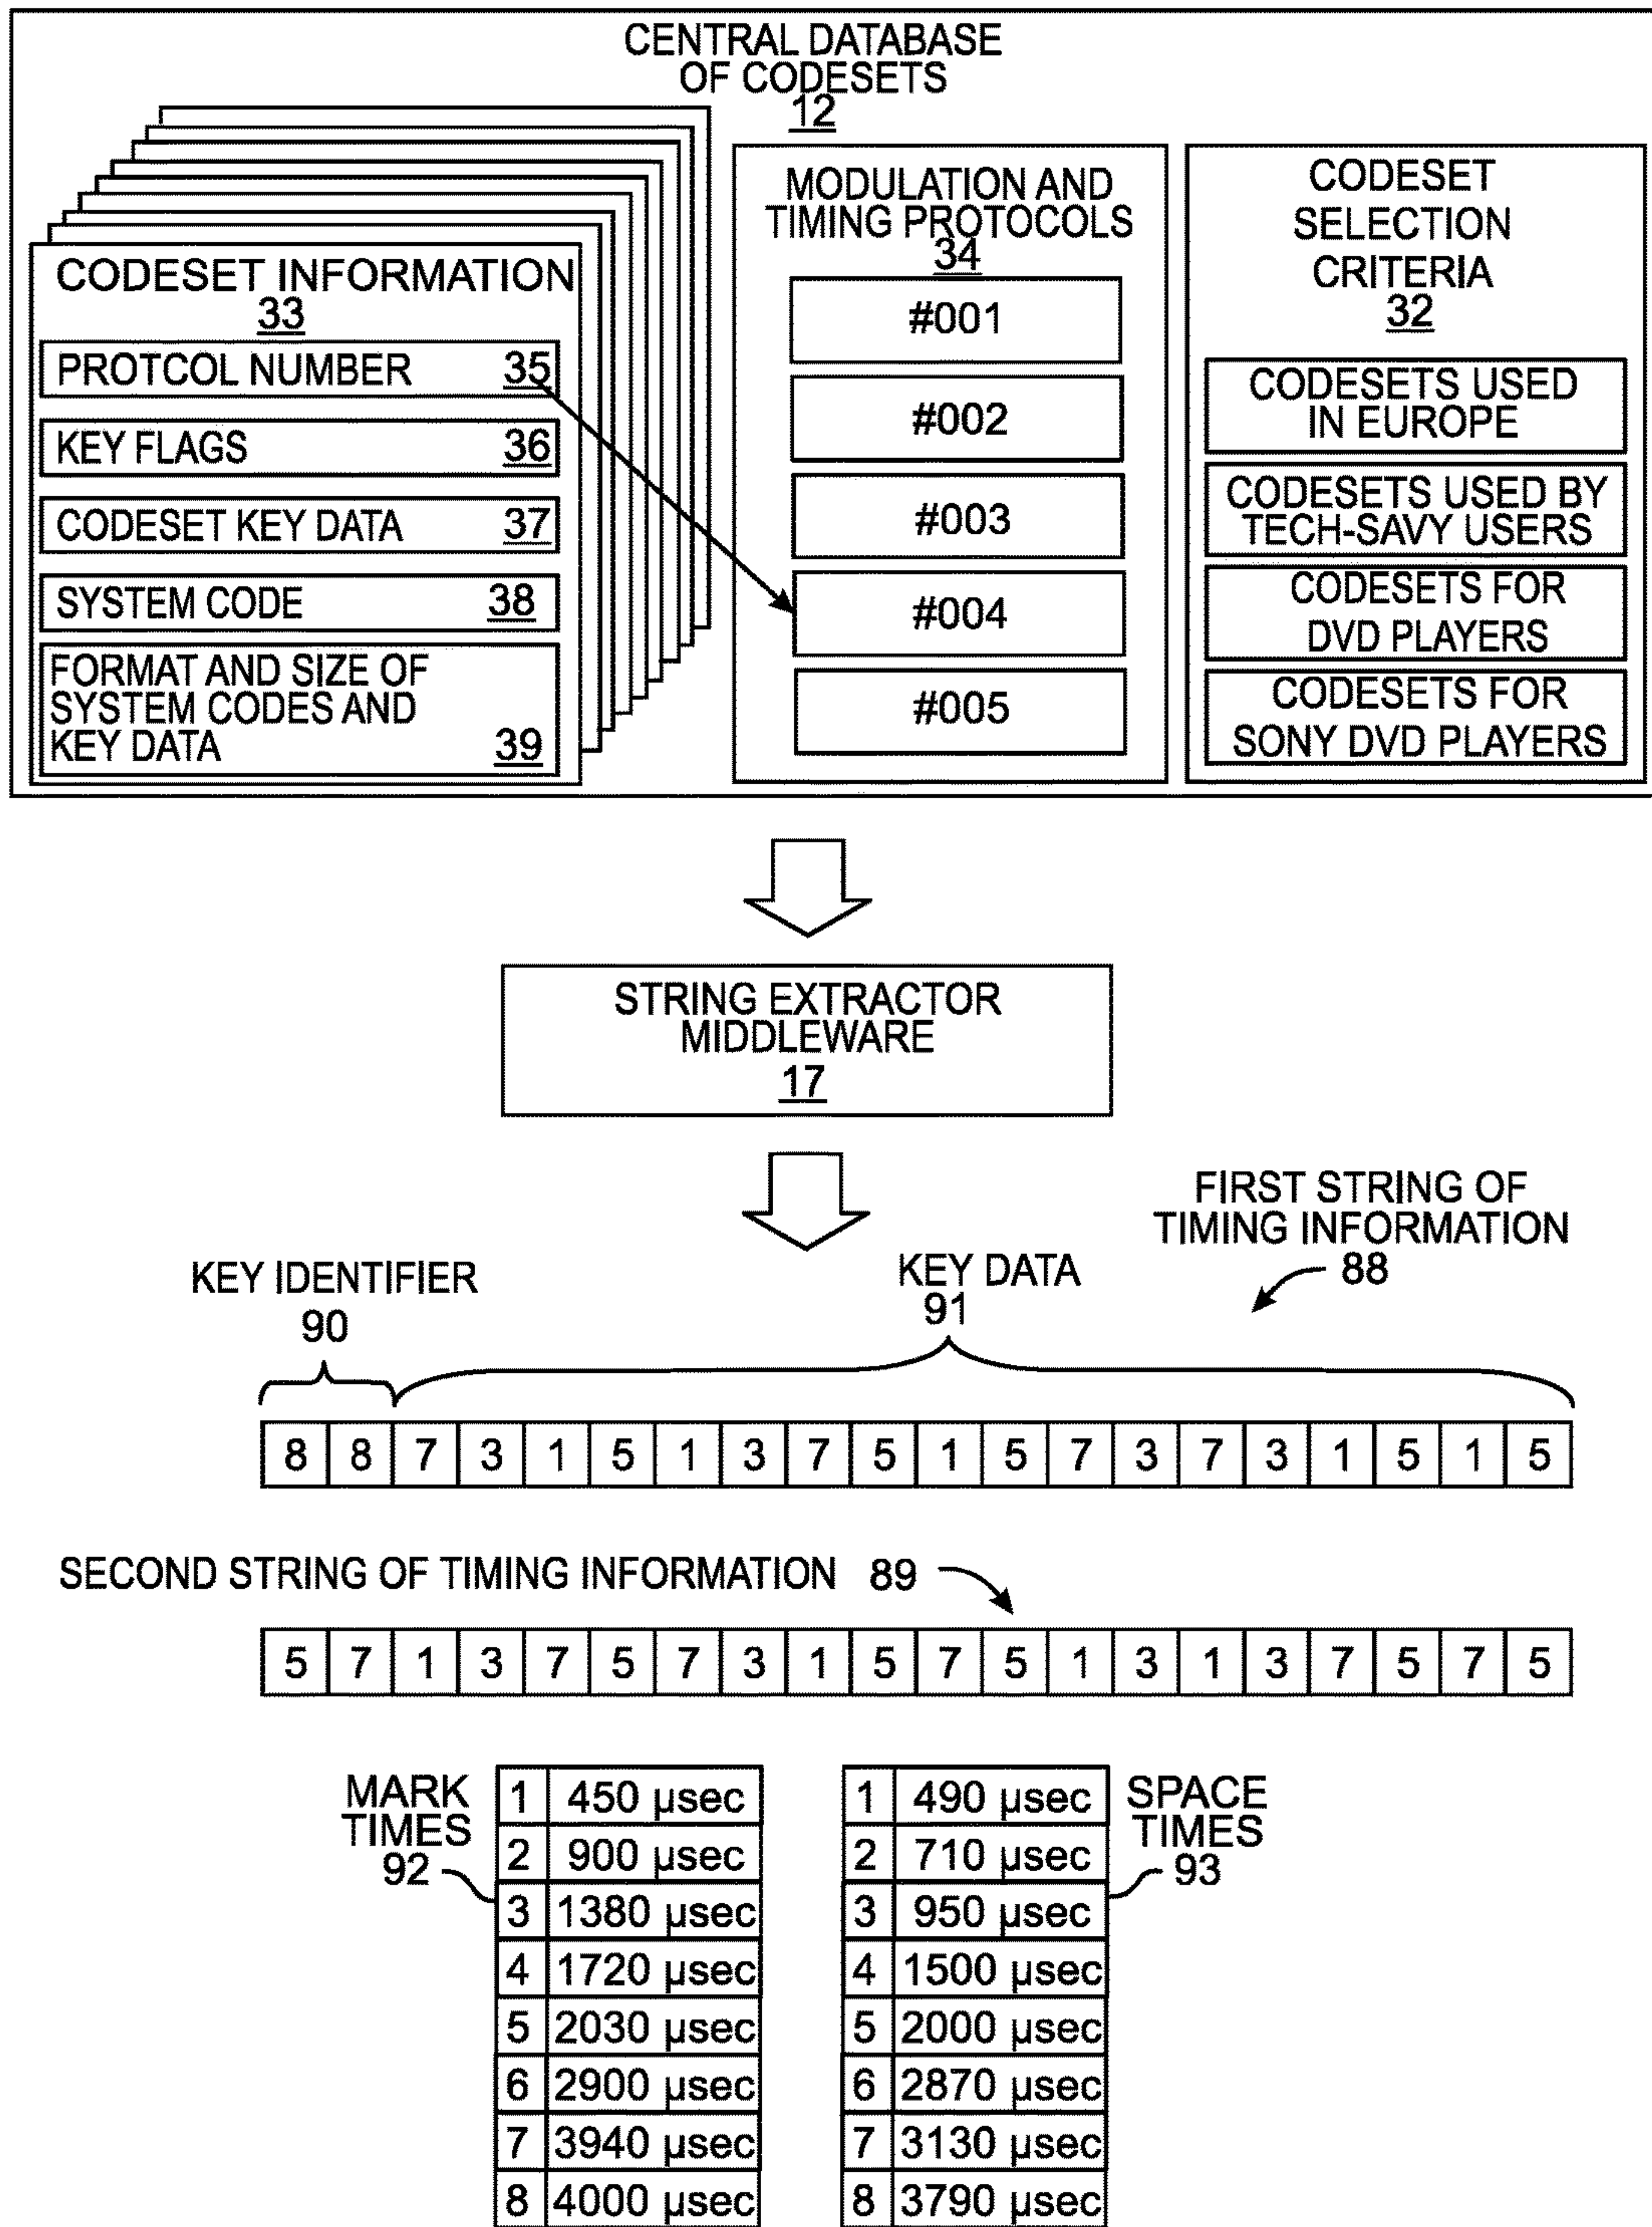 CENTRAL DATABASE
OF CODESETS
12
CODESET INFORMATION
33
PROTCOL NUMBER 35
KEY FLAGS 36
CODESET KEY DATA 37
SYSTEM CODE 38
FORMAT AND SIZE OF
SYSTEM CODES AND
KEY DATA 39
MODULATION AND
TIMING PROTOCOLS
34
#001
#002
#003
#004
#005
CODESET
SELECTION
CRITERIA
32
CODESETS USED
IN EUROPE
CODESETS USED BY
TECH-SAVY USERS
CODESETS FOR
DVD PLAYERS
CODESETS FOR
SONY DVD PLAYERS
STRING EXTRACTOR
MIDDLEWARE
17
FIRST STRING OF
TIMING INFORMATION
88
KEY IDENTIFIER
90
KEY DATA
91
8 8 7 3 1 5 1 3 7 5 1 5 7 3 7 3 1 5 1 5
SECOND STRING OF TIMING INFORMATION 89
5 7 1 3 7 5 7 3 1 5 7 5 1 3 1 3 7 5 7 5
MARK
TIMES
92
1 450 µsec
2 900 µsec
3 1380 µsec
4 1720 µsec
5 2030 µsec
6 2900 µsec
7 3940 µsec
8 4000 µsec
1 490 µsec
2 710 µsec
3 950 µsec
4 1500 µsec
5 2000 µsec
6 2870 µsec
7 3130 µsec
8 3790 µsec
SPACE
TIMES
93